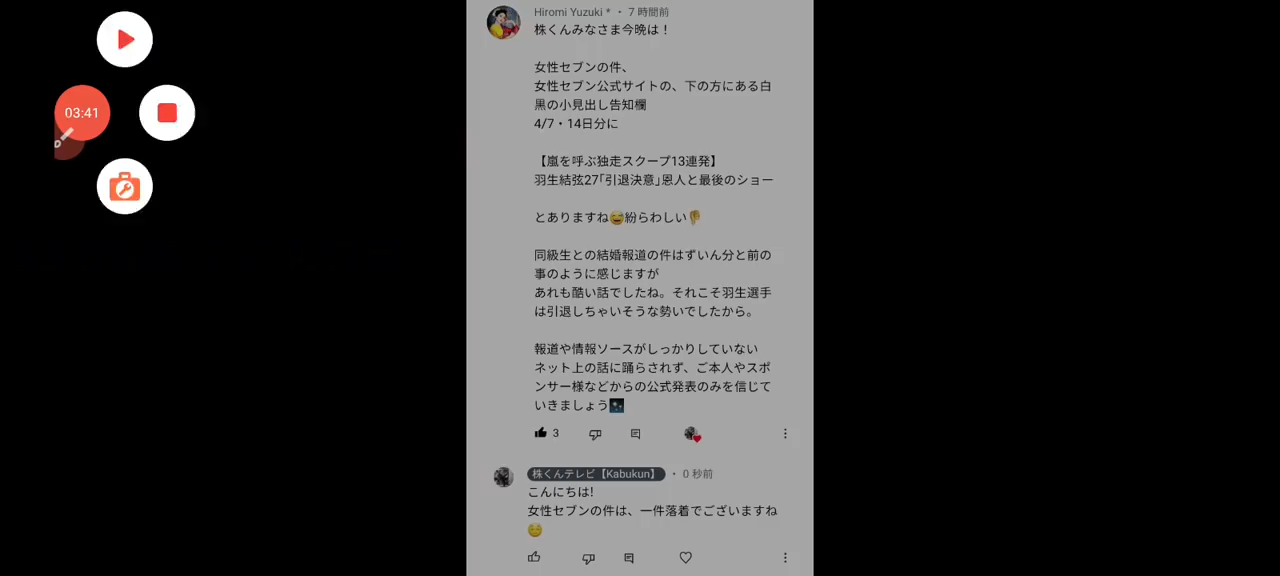 03:41
Hiromi Yuzuki * ・ 7 時間前
株くんみなさま今晩は！
女性セブンの件、
女性セブン公式サイトの、下の方にある白
黒の小見出し告知欄
4/7・14日分に
【嵐を呼ぶ独走スクープ13連発】
羽生結弦27｢引退決意｣恩人と最後のショー
とありますね😅紛らわしい👎
同級生との結婚報道の件はずいん分と前の
事のように感じますが
あれも酷い話でしたね。それこそ羽生選手
は引退しちゃいそうな勢いでしたから。
報道や情報ソースがしっかりしていない
ネット上の話に踊らされず、ご本人やスポ
ンサー様などからの公式発表のみを信じて
いきましょう🌌
3
株くんテレビ【Kabukun】 ・ 0 秒前
こんにちは!
女性セブンの件は、一件落着でございますね
😌